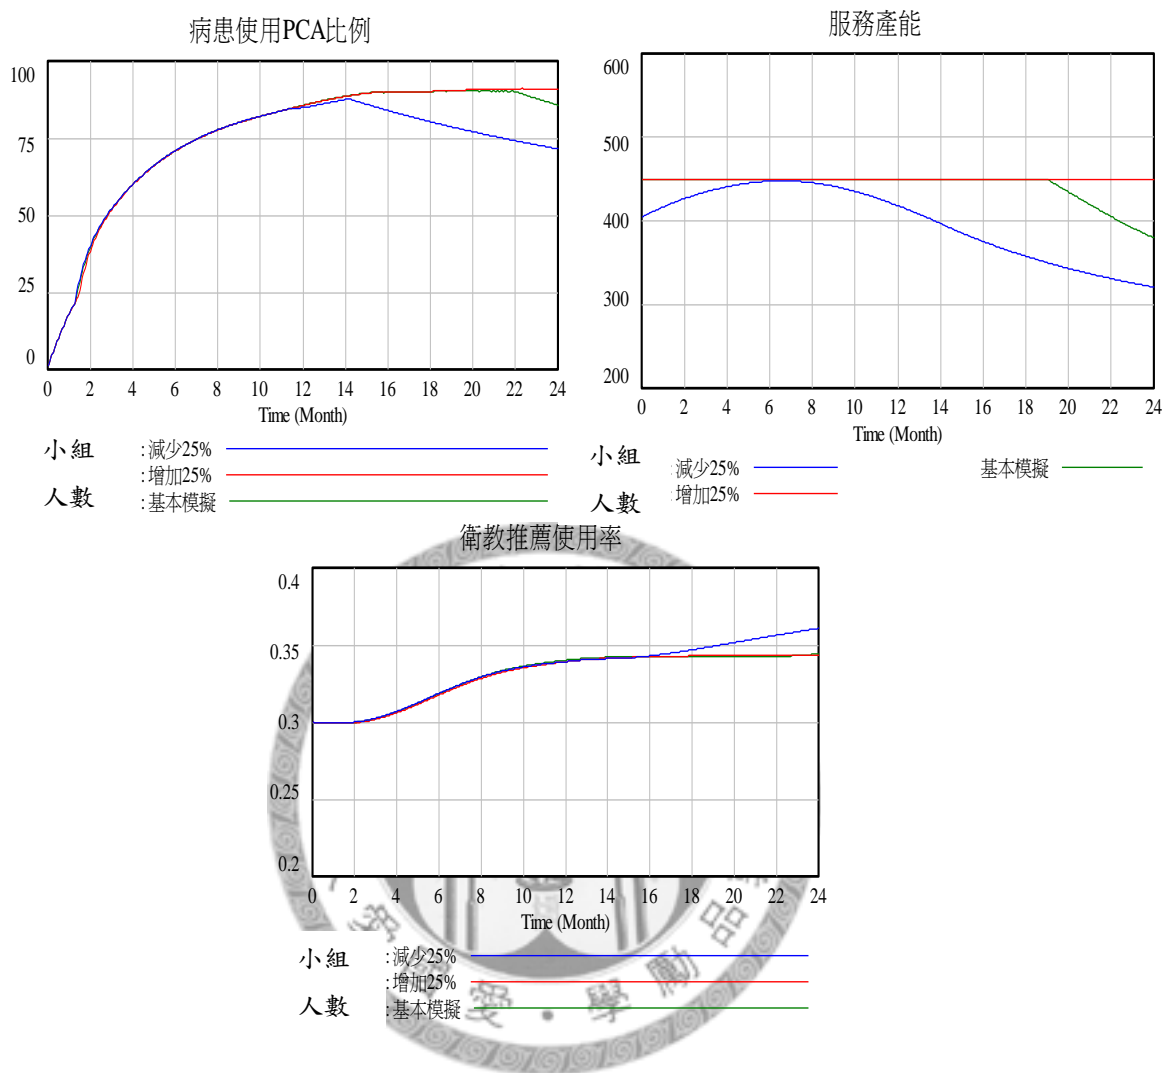 病患使用PCA比例
100
75
50
25
0
0 2 4 6 8 10 12 14 16 18 20 22 24
Time (Month)
小組 : 減少25%
: 增加25%
人數 : 基本模擬
服務產能
600
500
400
300
200
0 2 4 6 8 10 12 14 16 18 20 22 24
Time (Month)
小組 : 減少25% 基本模擬
人數 : 增加25%
衛教推薦使用率
0.4
0.35
0.3
0.25
0.2
0 2 4 6 8 10 12 14 16 18 20 22 24
Time (Month)
小組 : 減少25%
: 增加25%
人數 : 基本模擬
愛 · 學 勵 品